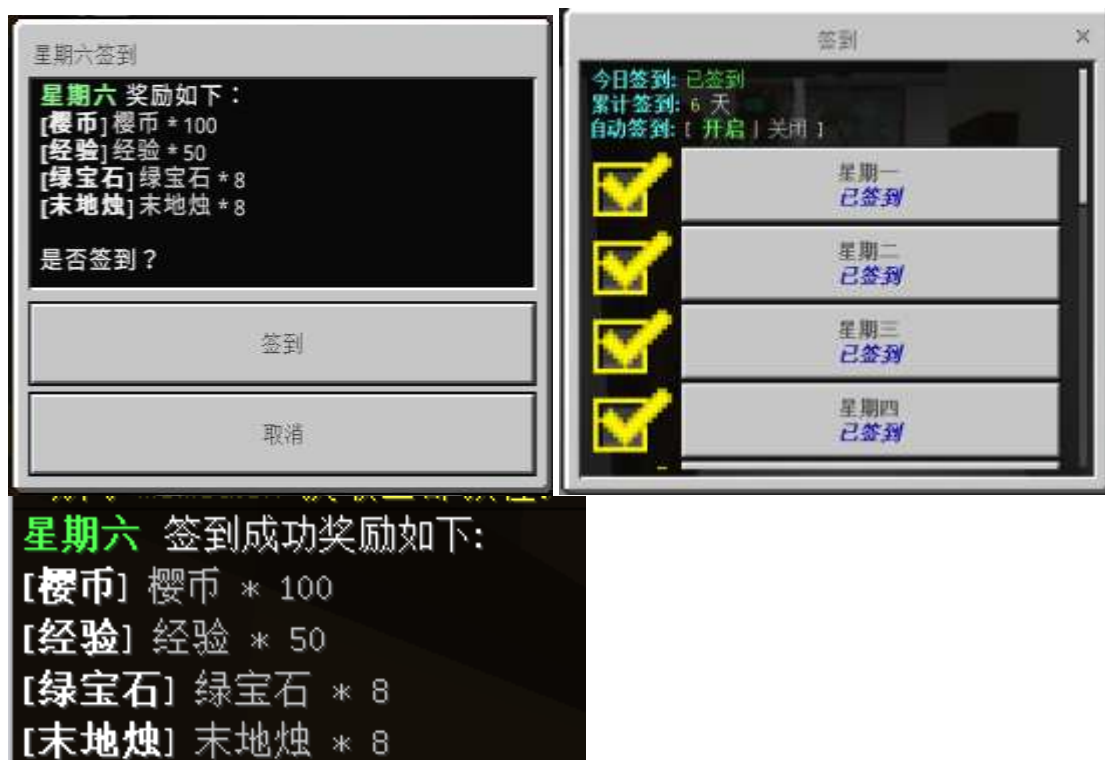 星期六签到
星期六 奖励如下：
[樱币] 樱币 * 100
[经验] 经验 * 50
[绿宝石] 绿宝石 * 8
[末地烛] 末地烛 * 8
是否签到？
签到
取消
签到
×
今日签到: 已签到
累计签到: 6 天
自动签到: [ 开启 | 关闭 ]
星期一
已签到
星期二
已签到
星期三
已签到
星期四
已签到
星期六 签到成功奖励如下:
[樱币] 樱币 * 100
[经验] 经验 * 50
[绿宝石] 绿宝石 * 8
[末地烛] 末地烛 * 8